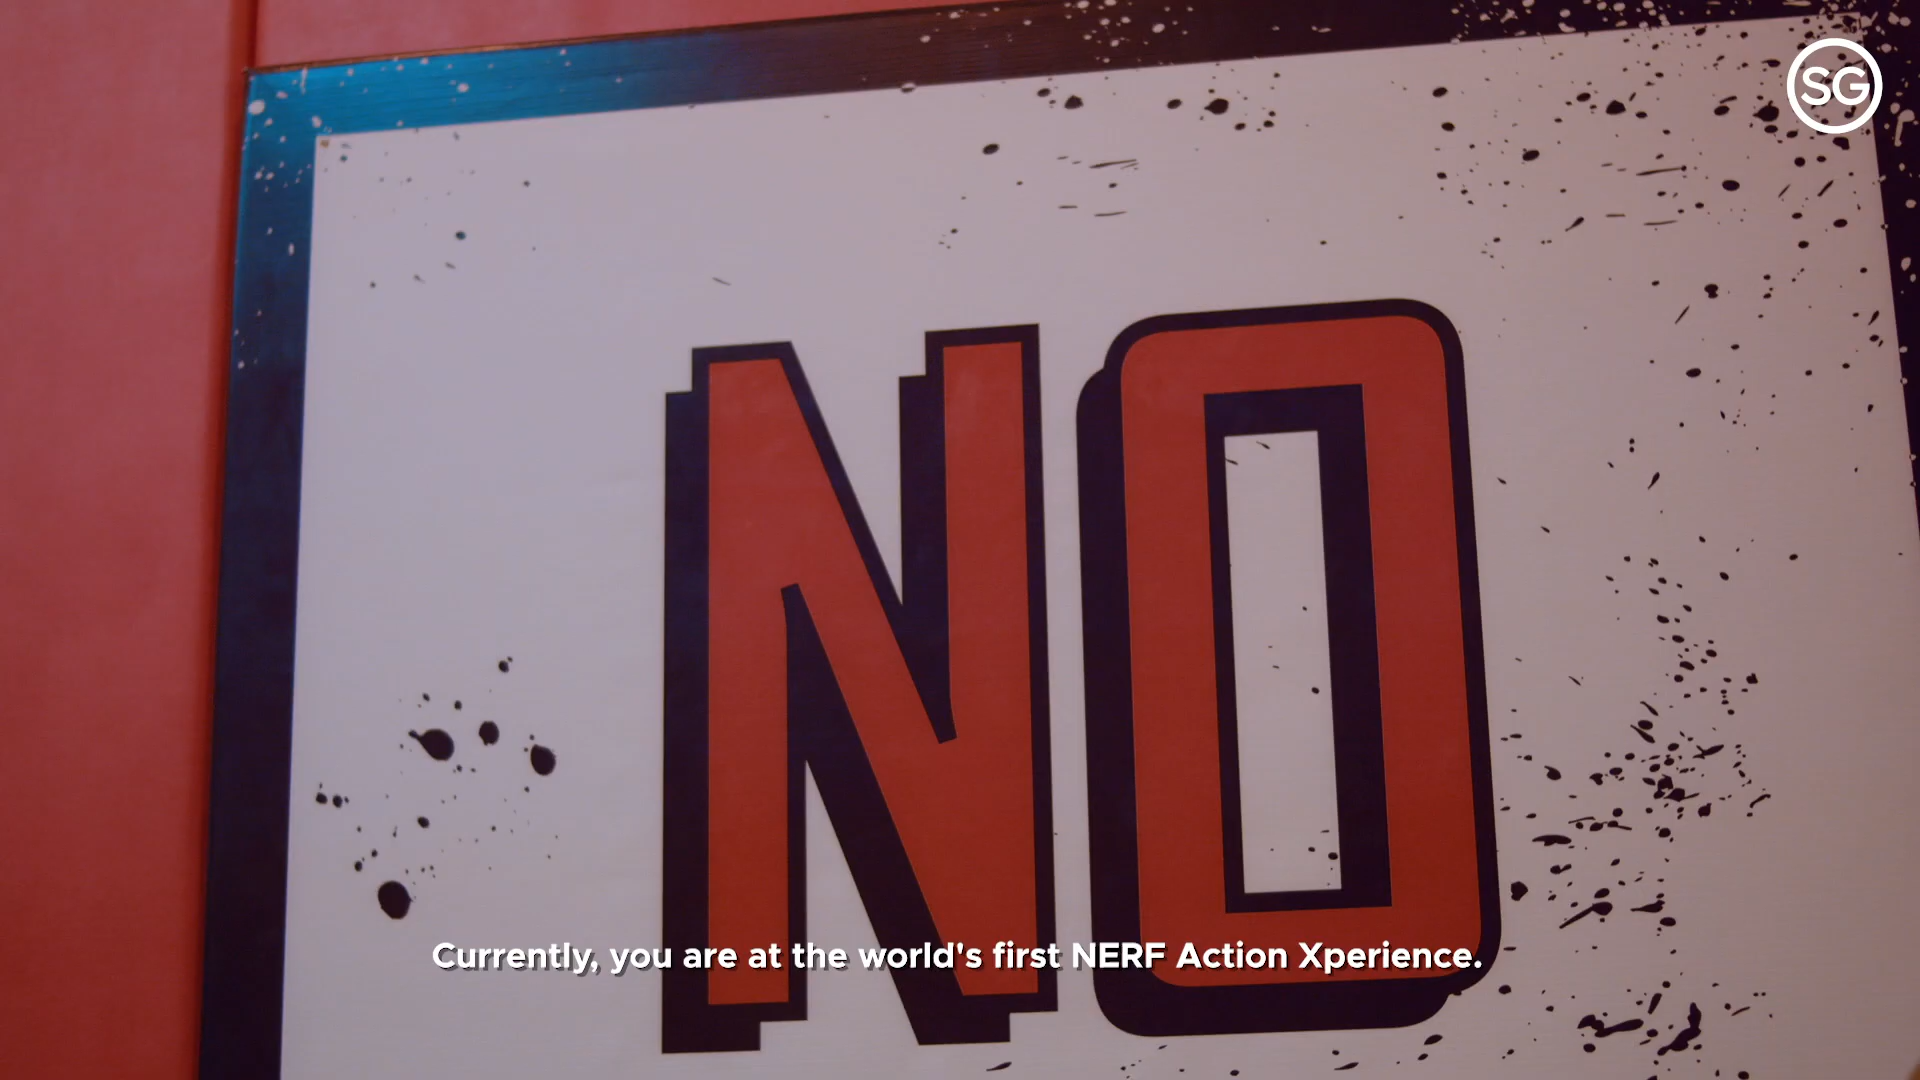 SG
NO
Currently, you are at the world's first NERF Action Xperience.